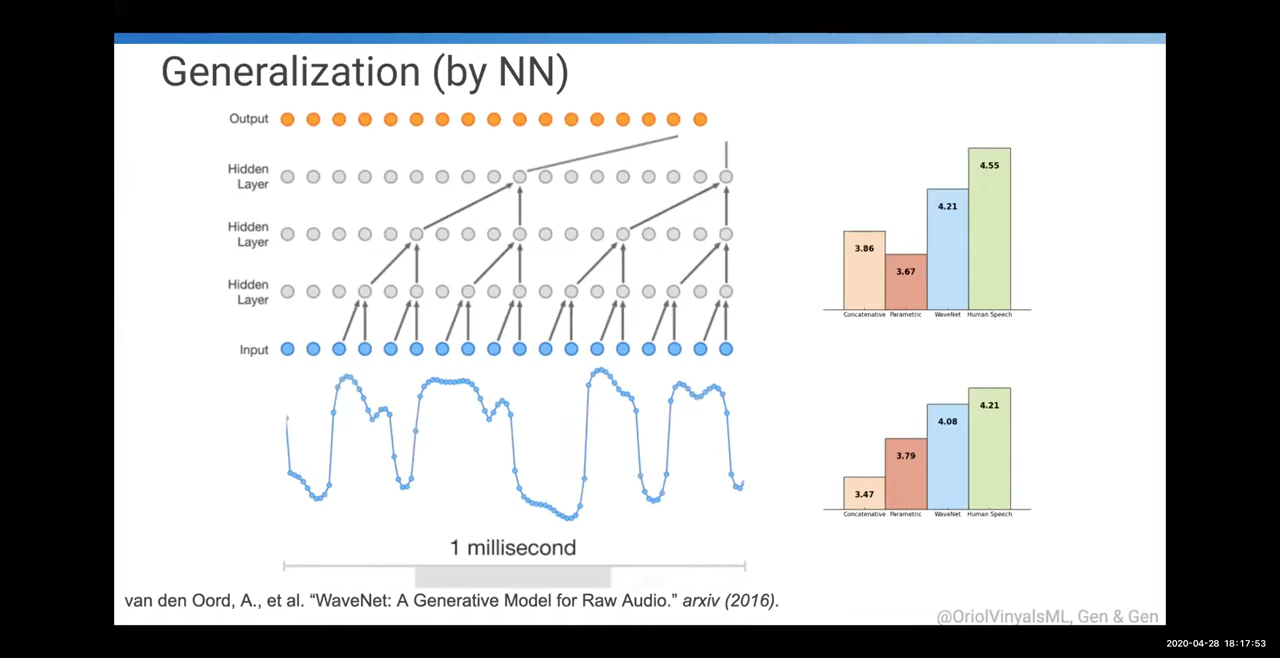 Generalization (by NN)
Output
Hidden
Layer
Hidden
Layer
Hidden
Layer
Input
1 millisecond
4.55
4.21
3.86
3.67
Concatenative Parametric WaveNet Human Speech
4.21
4.08
3.79
3.47
Concatenative Parametric WaveNet Human Speech
van den Oord, A., et al. “WaveNet: A Generative Model for Raw Audio.” arxiv (2016).
@OriolVinyalsML, Gen & Gen
2020-04-28 18:17:53